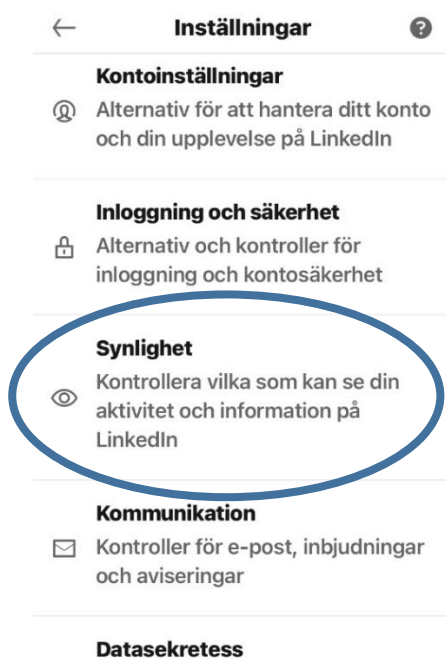 Inställningar
Kontoinställningar
Alternativ för att hantera ditt konto
och din upplevelse på LinkedIn
Inloggning och säkerhet
Alternativ och kontroller för
inloggning och kontosäkerhet
Synlighet
Kontrollera vilka som kan se din
aktivitet och information på
LinkedIn
Kommunikation
Kontroller för e-post, inbjudningar
och aviseringar
Datasekretess